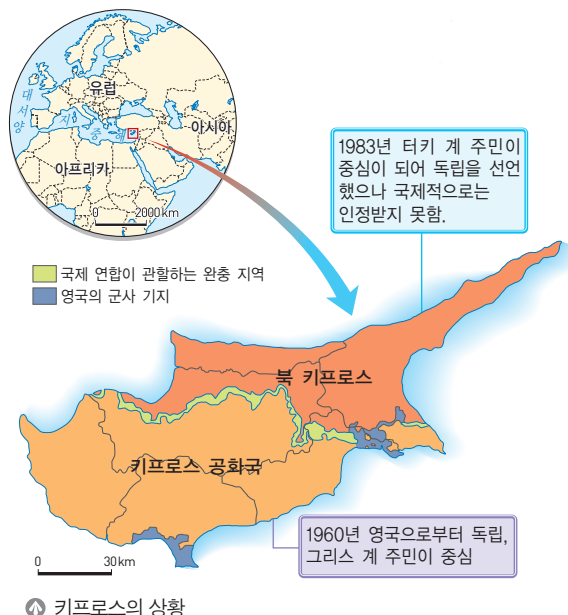 유럽
대서양
지중해
아시아
아프리카
0 2000 km
1983년 터키 계 주민이
중심이 되어 독립을 선언
했으나 국제적으로는
인정받지 못함.
국제 연합이 관할하는 완충 지역
영국의 군사 기지
북 키프로스
키프로스 공화국
1960년 영국으로부터 독립,
그리스 계 주민이 중심
0 30 km
키프로스의 상황